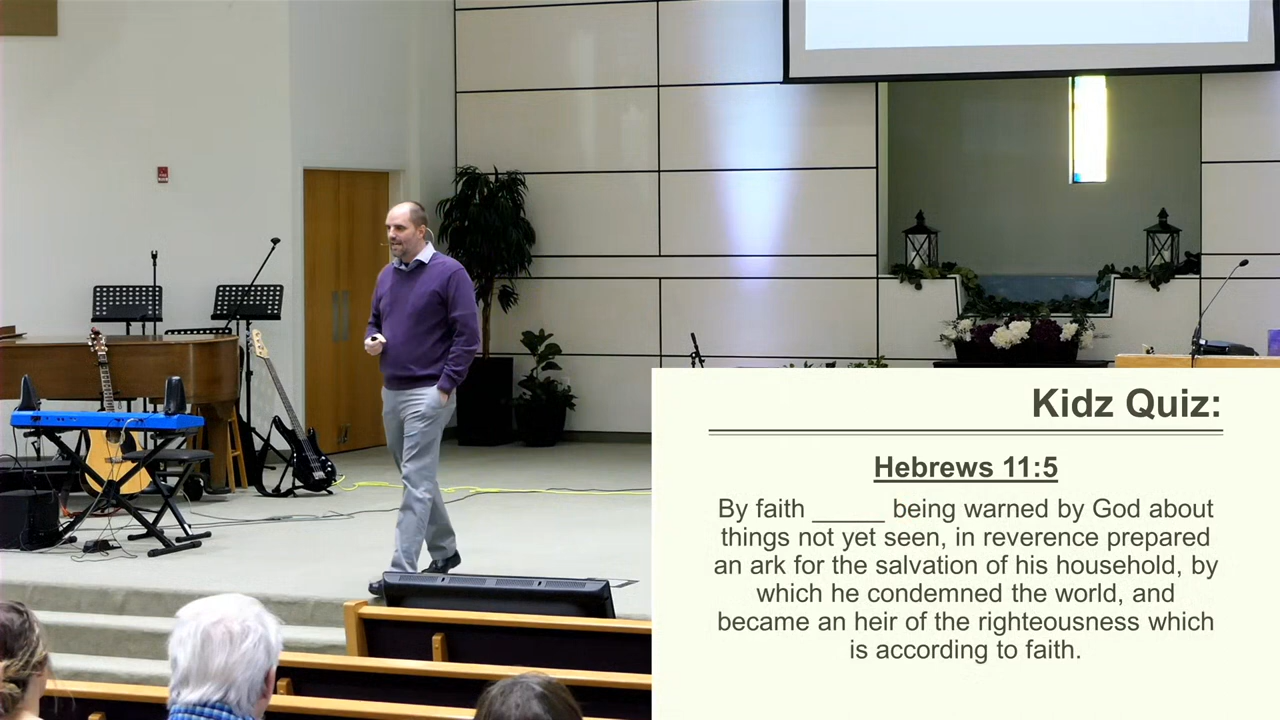 Kidz Quiz:
Hebrews 11:5
By faith _____ being warned by God about
things not yet seen, in reverence prepared
an ark for the salvation of his household, by
which he condemned the world, and
became an heir of the righteousness which
is according to faith.